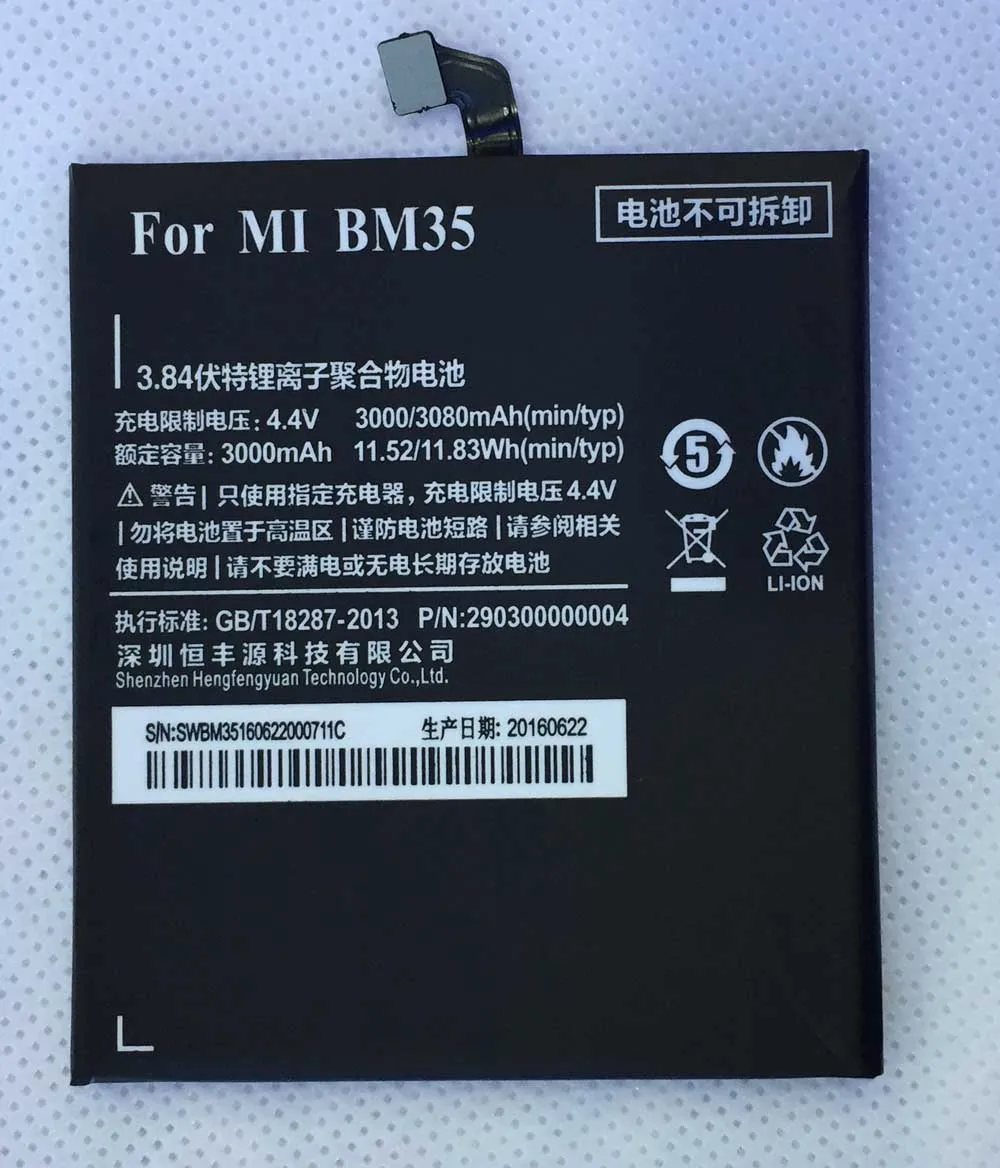 For MI BM35
电池不可拆卸
3.84伏特锂离子聚合物电池
充电限制电压: 4.4V 3000/3080mAh(min/typ)
额定容量: 3000mAh 11.52/11.83Wh(min/typ)
警告| 只使用指定充电器，充电限制电压4.4V
|勿将电池置于高温区|谨防电池短路|请参阅相关
使用说明|请不要满电或无电长期存放电池
5
LI-ION
执行标准: GB/T18287-2013 P/N:290300000004
深圳恒丰源科技有限公司
Shenzhen Hengfengyuan Technology Co.,Ltd.
S/N:SWBM35160622000711C 生产日期: 20160622